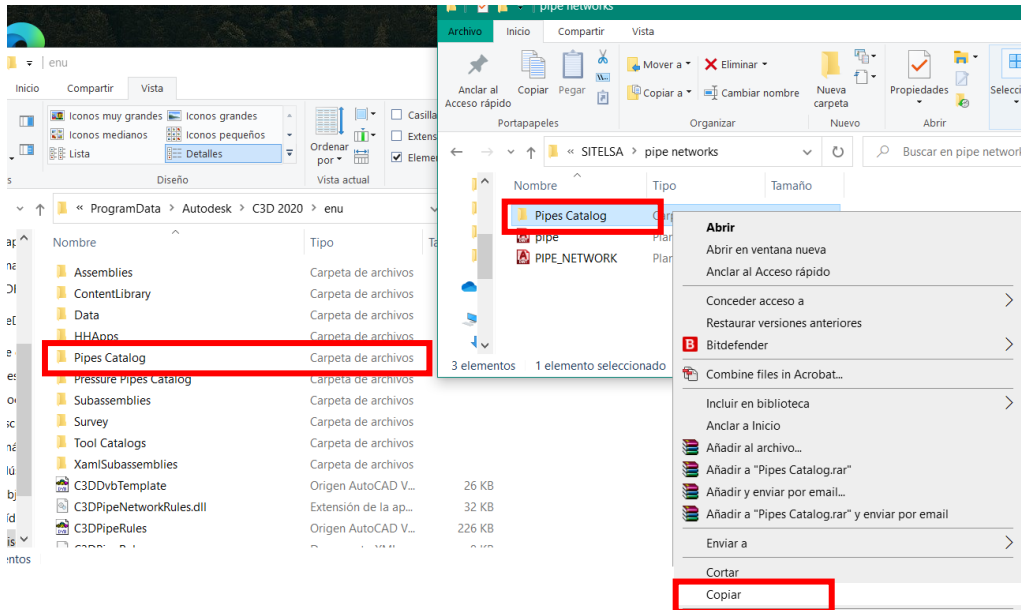 enu
Inicio Compartir Vista
Iconos muy grandes Iconos grandes
Iconos medianos Iconos pequeños
Lista Detalles
Diseño
Ordenar
por
Casilla
Extens
Eleme
Vista actual
« ProgramData > Autodesk > C3D 2020 > enu
Nombre Tipo Ta
Assemblies Carpeta de archivos
ContentLibrary Carpeta de archivos
Data Carpeta de archivos
HHApps Carpeta de archivos
Pipes Catalog Carpeta de archivos
Pressure Pipes Catalog Carpeta de archivos
Subassemblies Carpeta de archivos
Survey Carpeta de archivos
Tool Catalogs Carpeta de archivos
XamlSubassemblies Carpeta de archivos
C3DDvbTemplate Origen AutoCAD V... 26 KB
C3DPipeNetworkRules.dll Extensión de la ap... 32 KB
C3DPipeRules Origen AutoCAD V... 226 KB
entos
pipe networks
Archivo Inicio Compartir Vista
Anclar al
Acceso rápido
Copiar Pegar
Mover a Eliminar
Copiar a Cambiar nombre
Nueva
carpeta
Propiedades
Selecci
Portapapeles Organizar Nuevo Abrir
« SITELSA > pipe networks
Buscar en pipe network
Nombre Tipo Tamaño
Pipes Catalog Carp
pipe Plan
PIPE_NETWORK Plan
3 elementos 1 elemento seleccionado
Abrir
Abrir en ventana nueva
Anclar al Acceso rápido
Conceder acceso a
Restaurar versiones anteriores
Bitdefender
Combine files in Acrobat...
Incluir en biblioteca
Anclar a Inicio
Añadir al archivo...
Añadir a "Pipes Catalog.rar"
Añadir y enviar por email...
Añadir a "Pipes Catalog.rar" y enviar por email
Enviar a
Cortar
Copiar